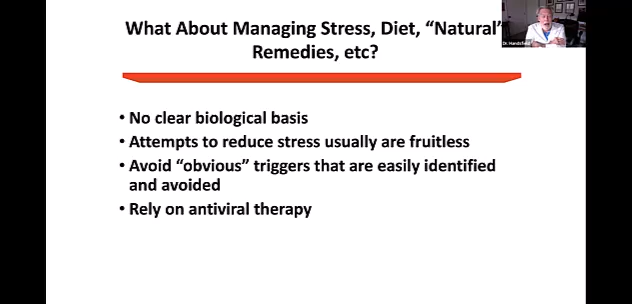 What About Managing Stress, Diet, “Natural”
Remedies, etc?
Dr. Handsfield
• No clear biological basis
• Attempts to reduce stress usually are fruitless
• Avoid “obvious” triggers that are easily identified
and avoided
• Rely on antiviral therapy